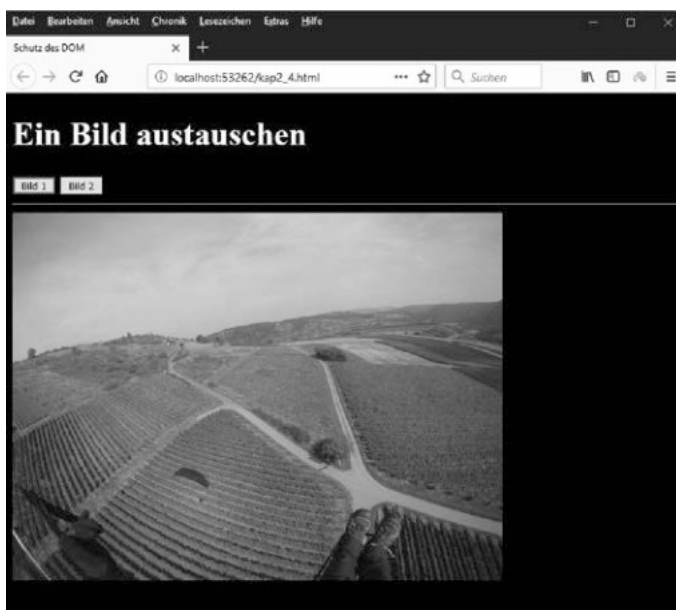 Datei Bearbeiten Ansicht Chronik Lesezeichen Extras Hilfe
Schutz des DOM
localhost:53262/kap2_4.html
Suchen
Ein Bild austauschen
Bild 1 Bild 2